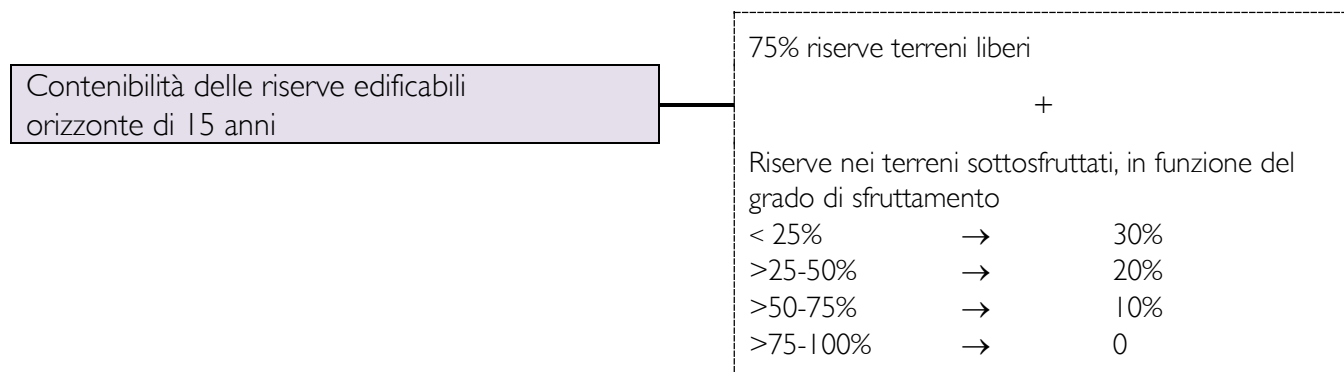 Contenibilità delle riserve edificabili
orizzonte di 15 anni
75% riserve terreni liberi
+
Riserve nei terreni sottosfruttati, in funzione del
grado di sfruttamento
< 25% → 30%
>25-50% → 20%
>50-75% → 10%
>75-100% → 0